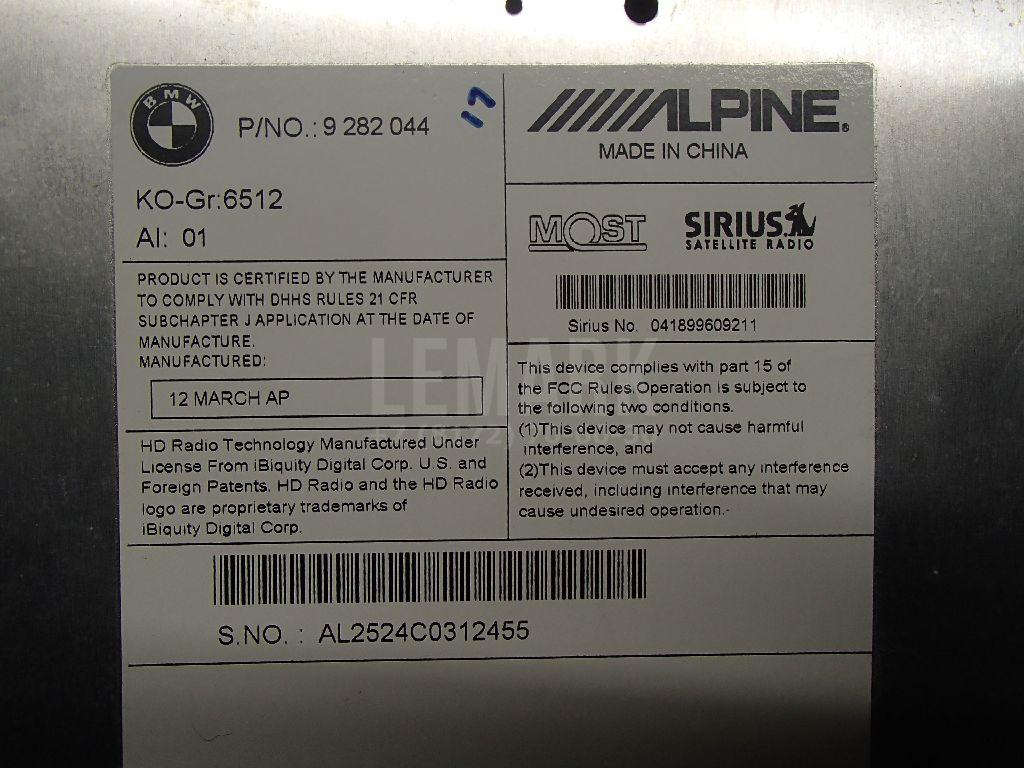 BMW
P/NO.: 9 282 044
17
KO-Gr:6512
AI: 01
PRODUCT IS CERTIFIED BY THE MANUFACTURER
TO COMPLY WITH DHHS RULES 21 CFR
SUBCHAPTER J APPLICATION AT THE DATE OF
MANUFACTURE.
MANUFACTURED:
12 MARCH AP
HD Radio Technology Manufactured Under
License From iBiquity Digital Corp. U.S. and
Foreign Patents. HD Radio and the HD Radio
logo are proprietary trademarks of
iBiquity Digital Corp.
ALPINE®
MADE IN CHINA
MOST
SIRIUS
SATELLITE RADIO
Sirius No. 041899609211
This device complies with part 15 of
the FCC Rules.Operation is subject to
the following two conditions.
(1)This device may not cause harmful
interference, and
(2)This device must accept any interference
received, including interference that may
cause undesired operation.-
S.NO. : AL2524C0312455
LEMARK